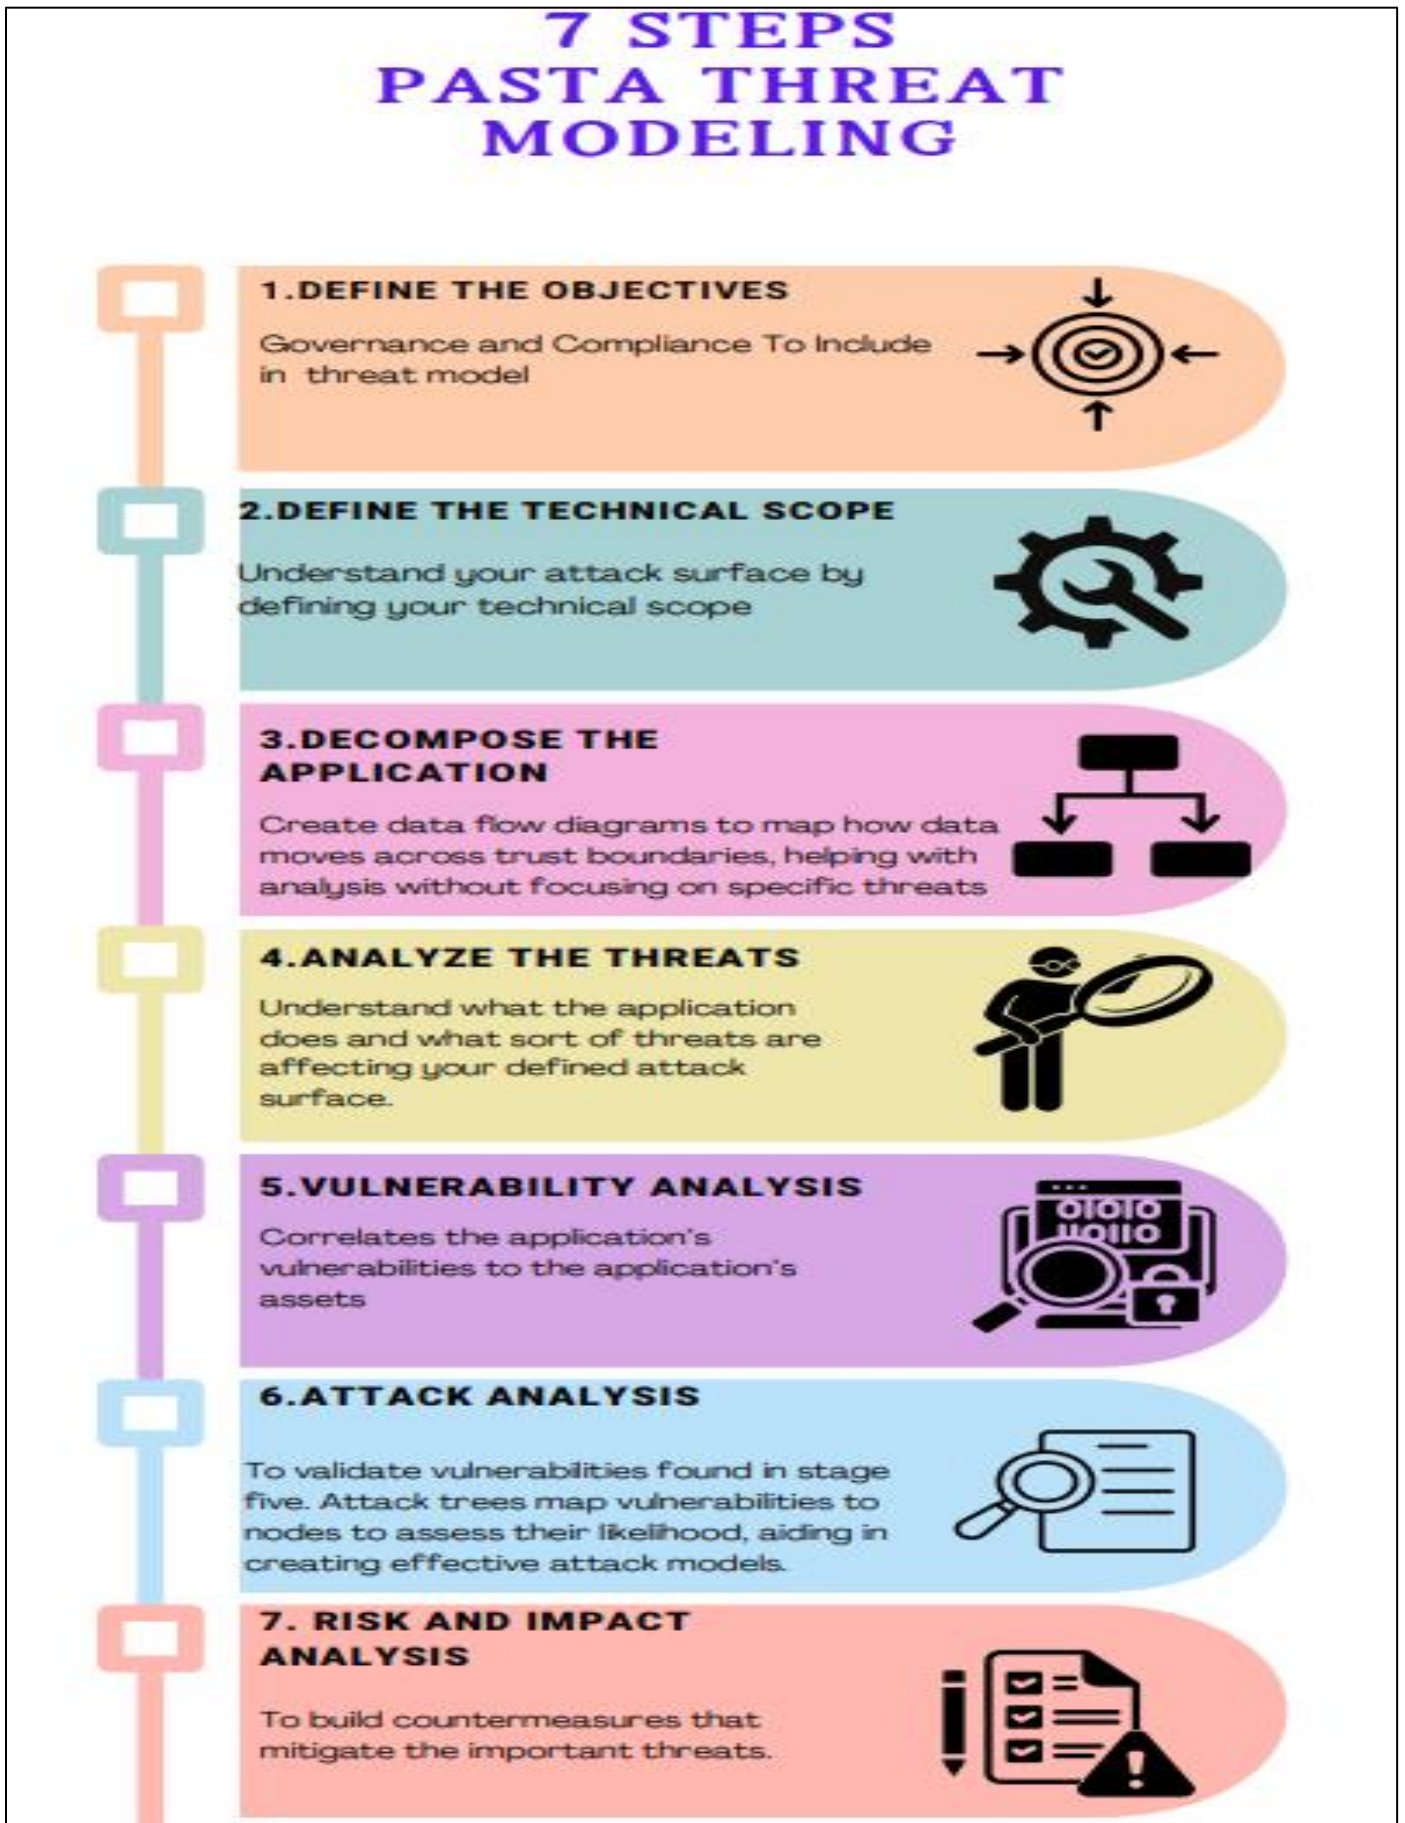 7 STEPS
PASTA THREAT
MODELING
1.DEFINE THE OBJECTIVES
Governance and Compliance To Include
in threat model
2.DEFINE THE TECHNICAL SCOPE
Understand your attack surface by
defining your technical scope
3.DECOMPOSE THE
APPLICATION
Create data flow diagrams to map how data
moves across trust boundaries, helping with
analysis without focusing on specific threats
4.ANALYZE THE THREATS
Understand what the application
does and what sort of threats are
affecting your defined attack
surface.
5.VULNERABILITY ANALYSIS
Correlates the application's
vulnerabilities to the application's
assets
01010
110110
6.ATTACK ANALYSIS
To validate vulnerabilities found in stage
five. Attack trees map vulnerabilities to
nodes to assess their likelihood, aiding in
creating effective attack models.
7. RISK AND IMPACT
ANALYSIS
To build countermeasures that
mitigate the important threats.